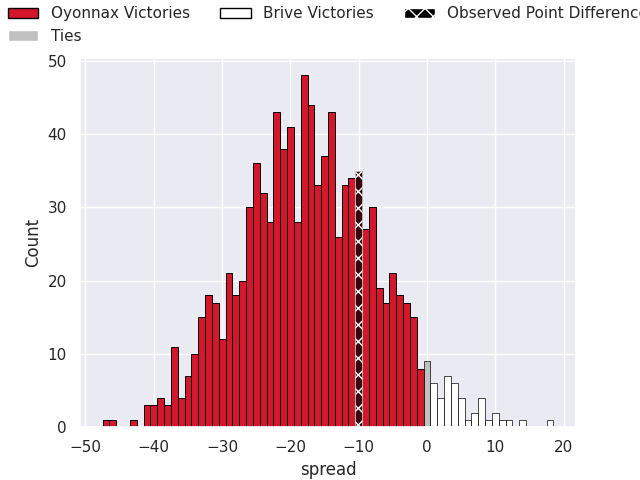 Oyonnax Victories
Brive Victories
Observed Point Difference
Ties
50
40
30
20
10
0
Count
−50 −40 −30 −20 −10 0 10 20
spread